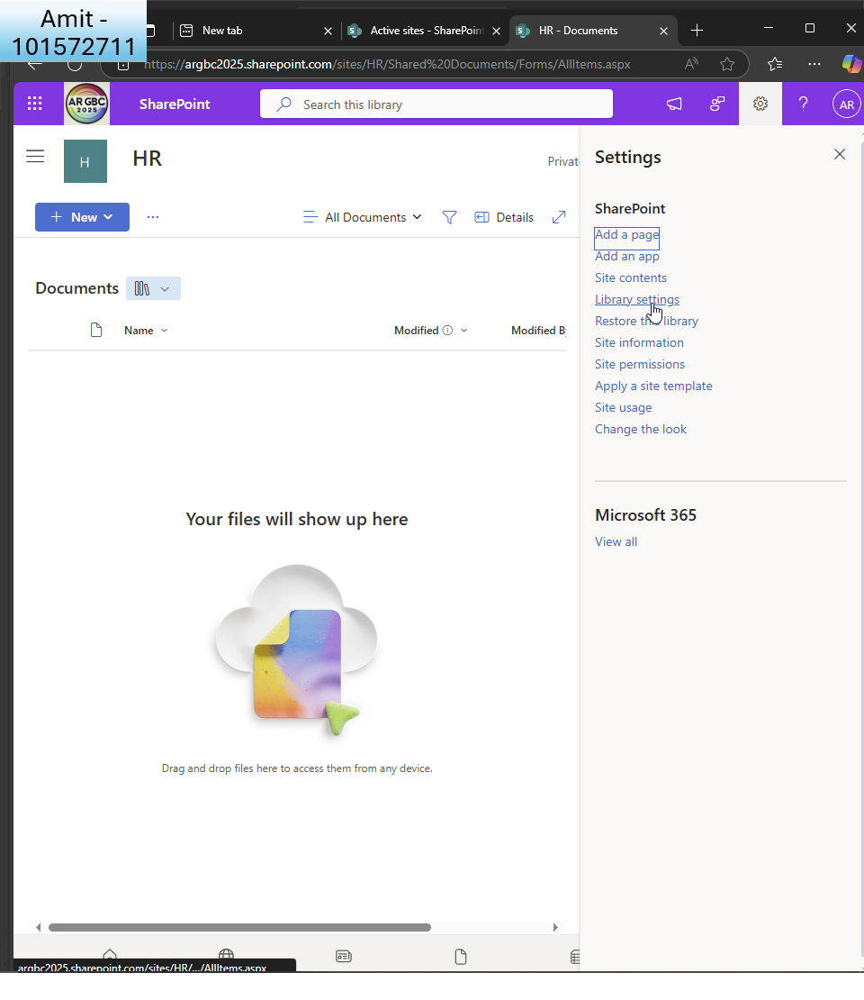 Amit -
101572711
New tab
Active sites - SharePoint
HR - Documents
https://argbc2025.sharepoint.com/sites/HR/Shared%20Documents/Forms/AllItems.aspx
AR GBC
2025
SharePoint
Search this library
?
AR
H
HR
Privat
Settings
SharePoint
Add a page
Add an app
Site contents
Library settings
Restore this library
Site information
Site permissions
Apply a site template
Site usage
Change the look
Microsoft 365
View all
+ New
...
All Documents
Details
Documents
Name
Modified
Modified B
Your files will show up here
Drag and drop files here to access them from any device.
argbc2025.sharepoint.com/sites/HR/.../AllItems.aspx